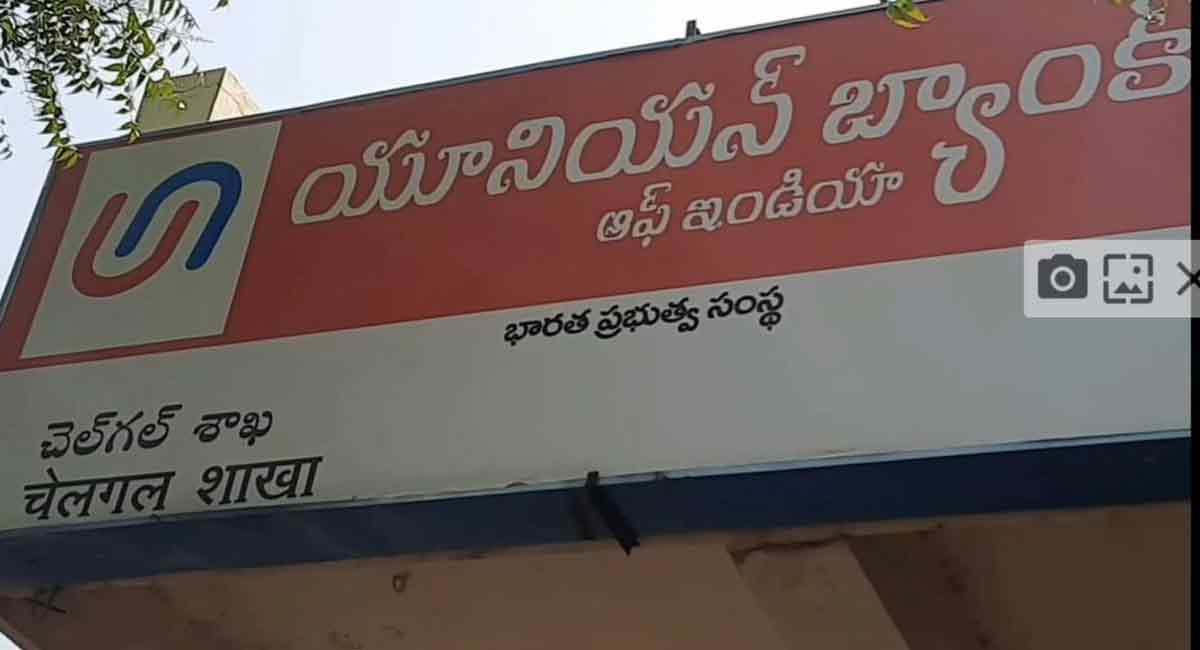 యూనియన్ బ్యాంక్
ఆఫ్ ఇండియా
భారత ప్రభుత్వ సంస్థ
చెల్‌గల్ శాఖ
चेलगल शाखा